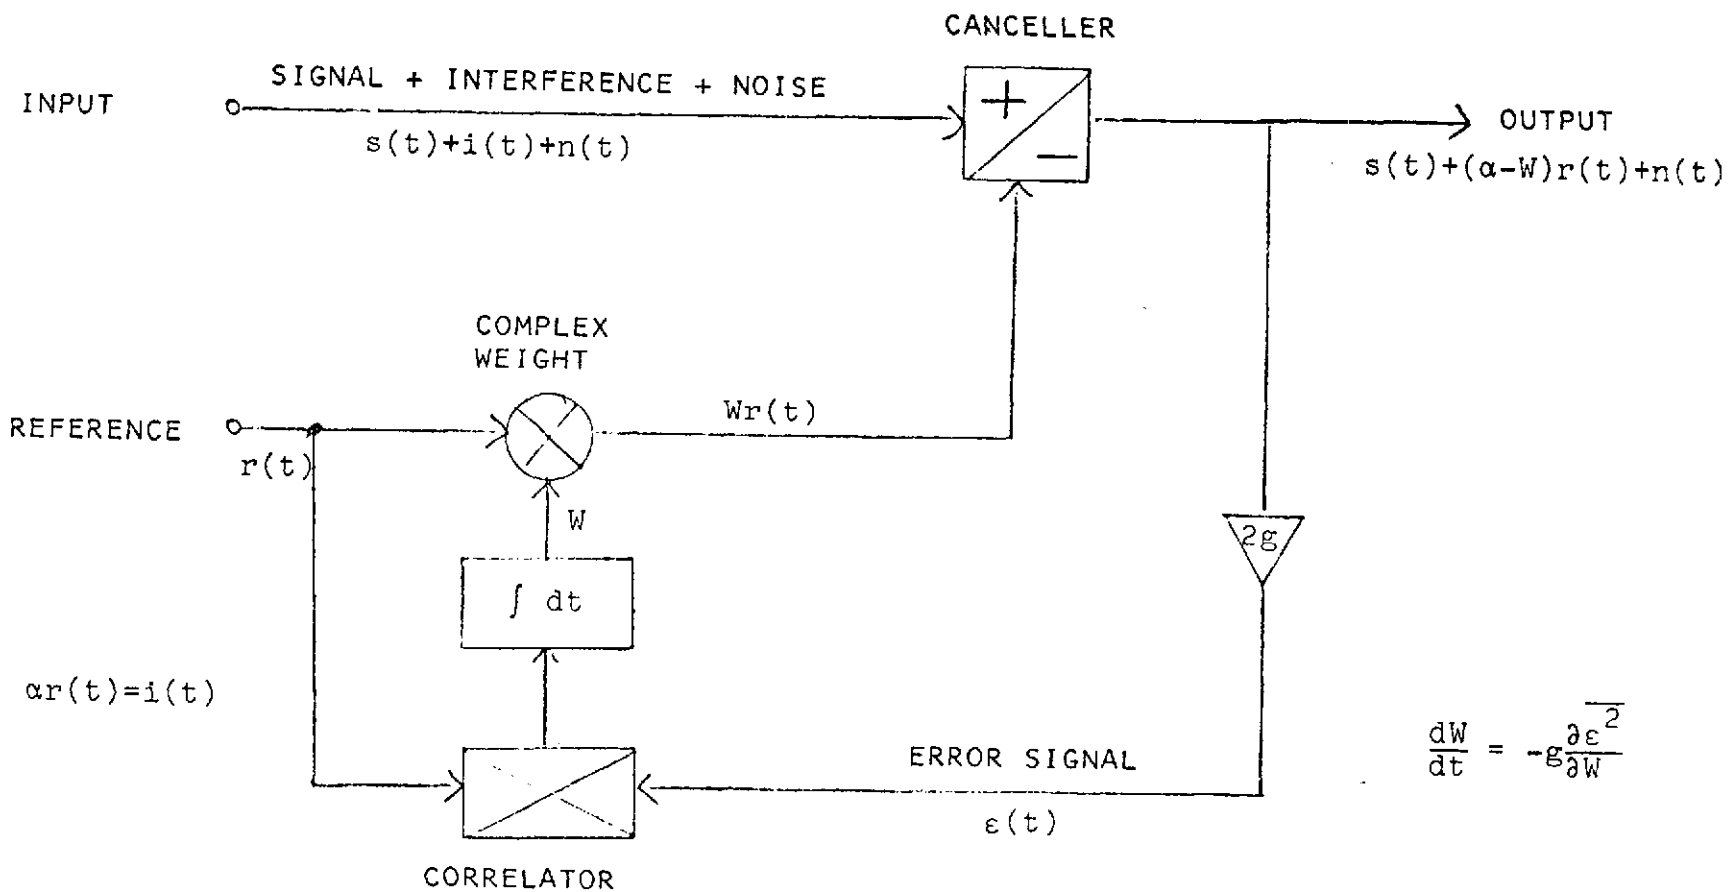 CANCELLER
SIGNAL + INTERFERENCE + NOISE
INPUT
+
−
OUTPUT
s(t)+i(t)+n(t)
s(t)+(α-W)r(t)+n(t)
COMPLEX
WEIGHT
REFERENCE
Wr(t)
r(t)
W
2g
∫ dt
αr(t)=i(t)
dW/dt = -g ∂ε²‾/∂W
ERROR SIGNAL
ε(t)
CORRELATOR